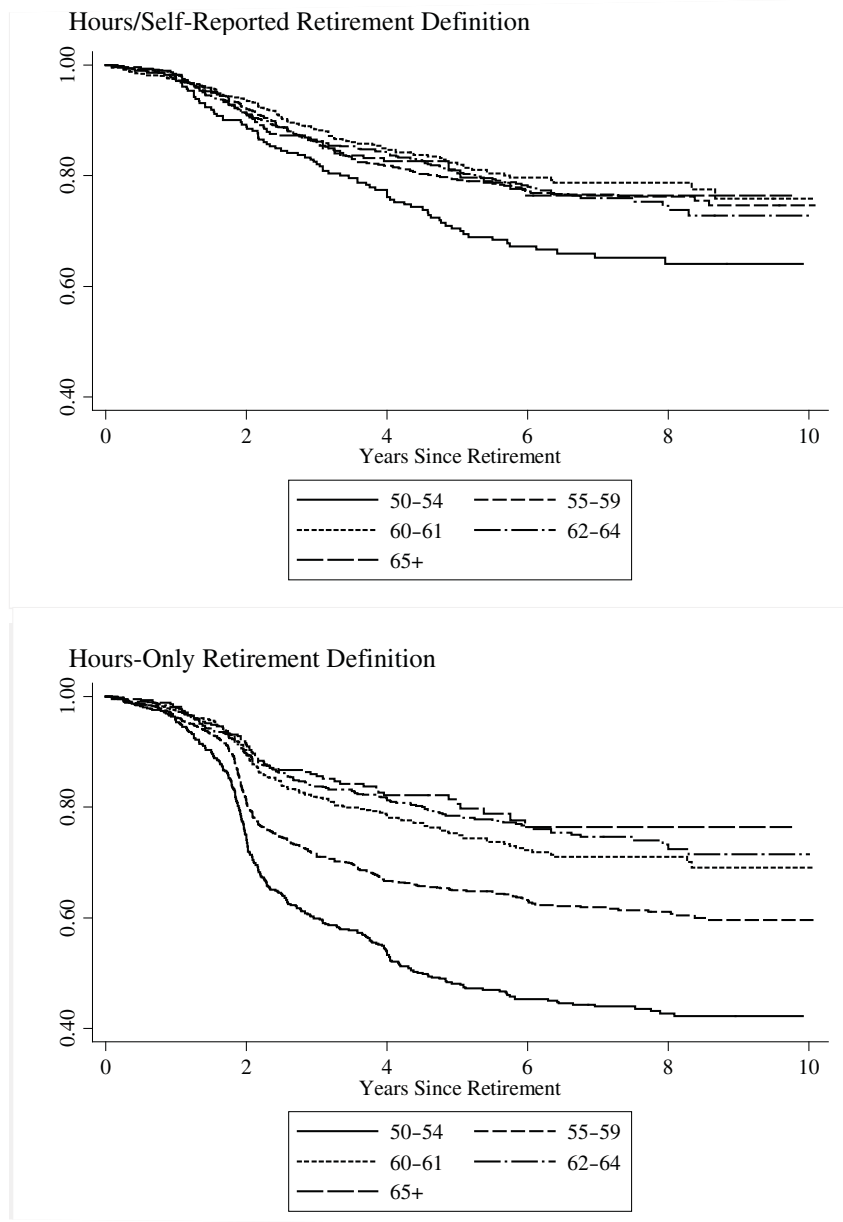 Hours/Self-Reported Retirement Definition
1.00
0.80
0.60
0.40
0 2 4 6 8 10
Years Since Retirement
50–54 55–59
60–61 62–64
65+
Hours-Only Retirement Definition
1.00
0.80
0.60
0.40
0 2 4 6 8 10
Years Since Retirement
50–54 55–59
60–61 62–64
65+